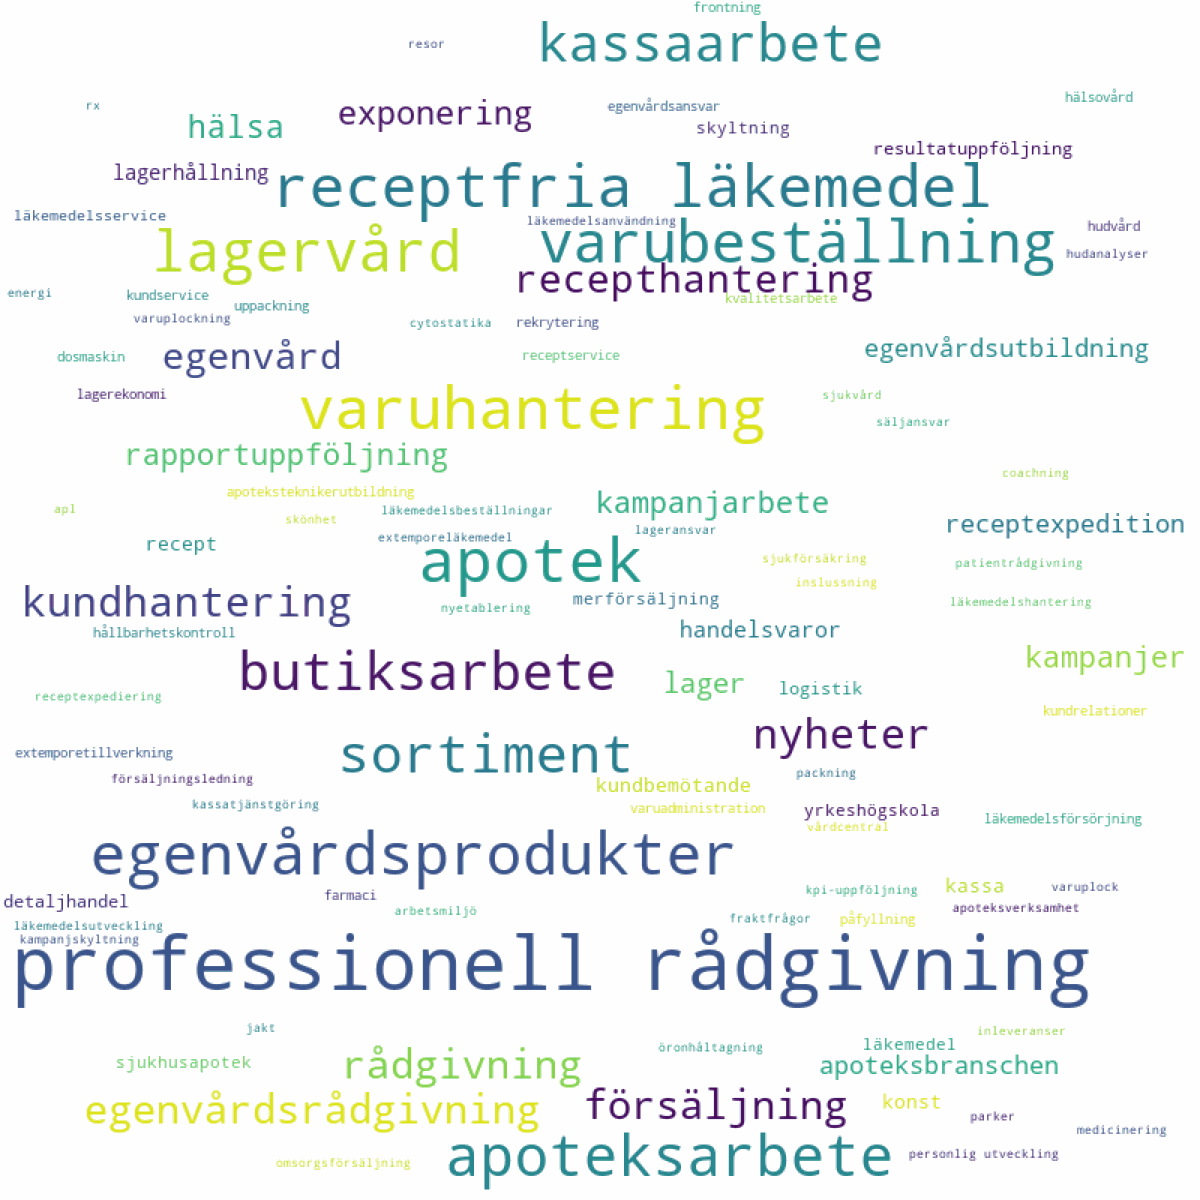 frontning
kassaarbete
resor
rx
exponering
egenvårdsansvar
hälsovård
hälsa
skyltning
resultatuppföljning
lagerhållning
receptfria läkemedel
läkemedelsservice
läkemedelsanvändning
hudvård
lagervård
varubeställning
hudanalyser
recepthantering
energi
kundservice
uppackning
kvalitetsarbete
varuplockning
cytostatika
rekrytering
dosmaskin
egenvård
receptservice
egenvårdsutbildning
lagerekonomi
varuhantering
sjukvård
säljansvar
rapportuppföljning
coachning
apoteksteknikerutbildning
apl
skönhet
läkemedelsbeställningar
kampanjarbete
receptexpedition
lageransvar
recept
extemporeläkemedel
apotek
sjukförsäkring
patientrådgivning
inslussning
kundhantering
nyetablering
merförsäljning
läkemedelshantering
hållbarhetskontroll
handelsvaror
butiksarbete
kampanjer
lager
logistik
receptexpediering
kundrelationer
nyheter
extemporetillverkning
sortiment
försäljningsledning
packning
kundbemötande
kassatjänstgöring
varuadministration
yrkeshögskola
vårdcentral
läkemedelsförsörjning
egenvårdsprodukter
detaljhandel
farmaci
kpi-uppföljning
kassa
varuplock
arbetsmiljö
apoteksverksamhet
läkemedelsutveckling
fraktfrågor
påfyllning
kampanjskyltning
professionell rådgivning
jakt
inleveranser
sjukhusapotek
rådgivning
öronhåltagning
läkemedel
apoteksbranschen
egenvårdsrådgivning
försäljning
konst
parker
medicinering
omsorgsförsäljning
apoteksarbete
personlig utveckling